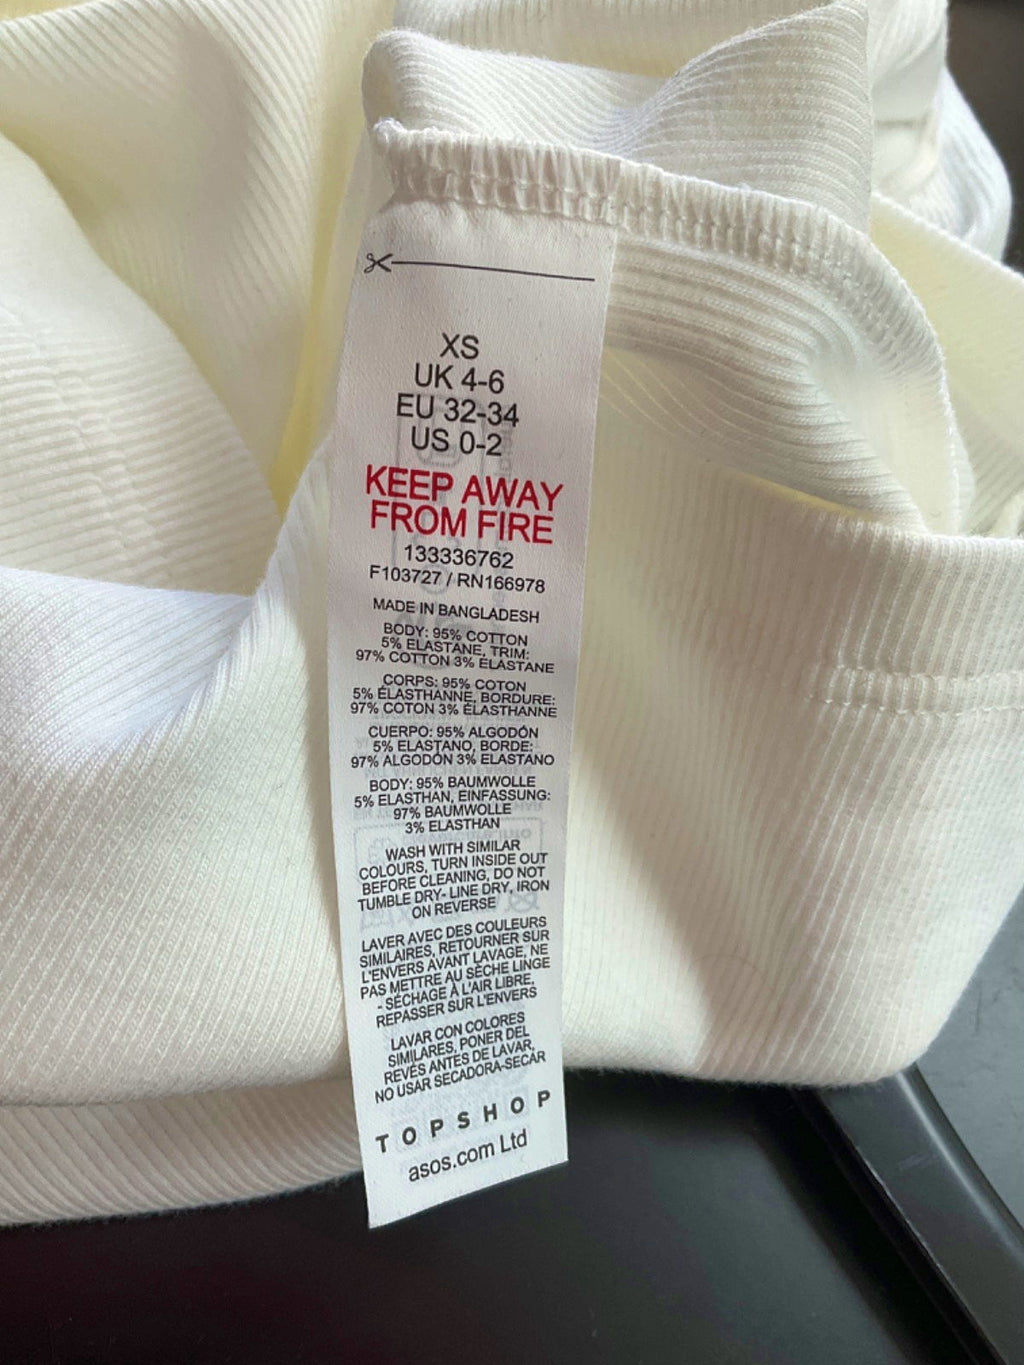 XS
UK 4-6
EU 32-34
US 0-2
KEEP AWAY
FROM FIRE
133336762
F103727 / RN166978
MADE IN BANGLADESH
BODY: 95% COTTON
5% ELASTANE, TRIM:
97% COTTON 3% ELASTANE
CORPS: 95% COTON
5% ÉLASTHANNE, BORDURE:
97% COTON 3% ÉLASTHANNE
CUERPO: 95% ALGODÓN
5% ELASTANO, BORDE:
97% ALGODÓN 3% ELASTANO
BODY: 95% BAUMWOLLE
5% ELASTHAN, EINFASSUNG:
97% BAUMWOLLE
3% ELASTHAN
WASH WITH SIMILAR
COLOURS, TURN INSIDE OUT
BEFORE CLEANING, DO NOT
TUMBLE DRY- LINE DRY, IRON
ON REVERSE
LAVER AVEC DES COULEURS
SIMILAIRES, RETOURNER SUR
L'ENVERS AVANT LAVAGE, NE
PAS METTRE AU SÈCHE LINGE
- SÉCHAGE À L'AIR LIBRE,
REPASSER SUR L'ENVERS
LAVAR CON COLORES
SIMILARES, PONER DEL
REVÉS ANTES DE LAVAR,
NO USAR SECADORA-SECAR
TOPSHOP
asos.com Ltd